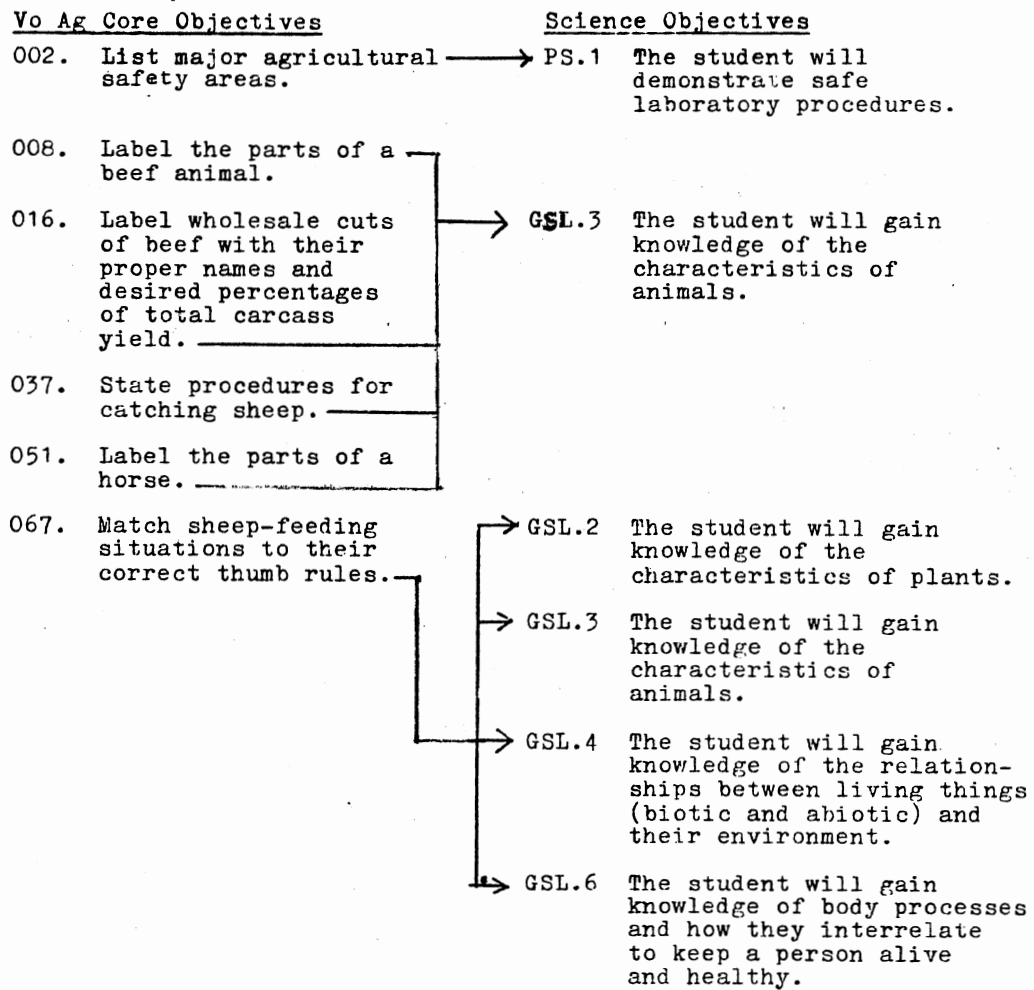 Vo Ag Core Objectives
002. List major agricultural
safety areas.
008. Label the parts of a
beef animal.
016. Label wholesale cuts
of beef with their
proper names and
desired percentages
of total carcass
yield.
037. State procedures for
catching sheep.
051. Label the parts of a
horse.
067. Match sheep-feeding
situations to their
correct thumb rules.
Science Objectives
PS.1 The student will
demonstrate safe
laboratory procedures.
GSL.3 The student will gain
knowledge of the
characteristics of
animals.
GSL.2 The student will gain
knowledge of the
characteristics of plants.
GSL.3 The student will gain
knowledge of the
characteristics of
animals.
GSL.4 The student will gain
knowledge of the relation-
ships between living things
(biotic and abiotic) and
their environment.
GSL.6 The student will gain
knowledge of body processes
and how they interrelate
to keep a person alive
and healthy.